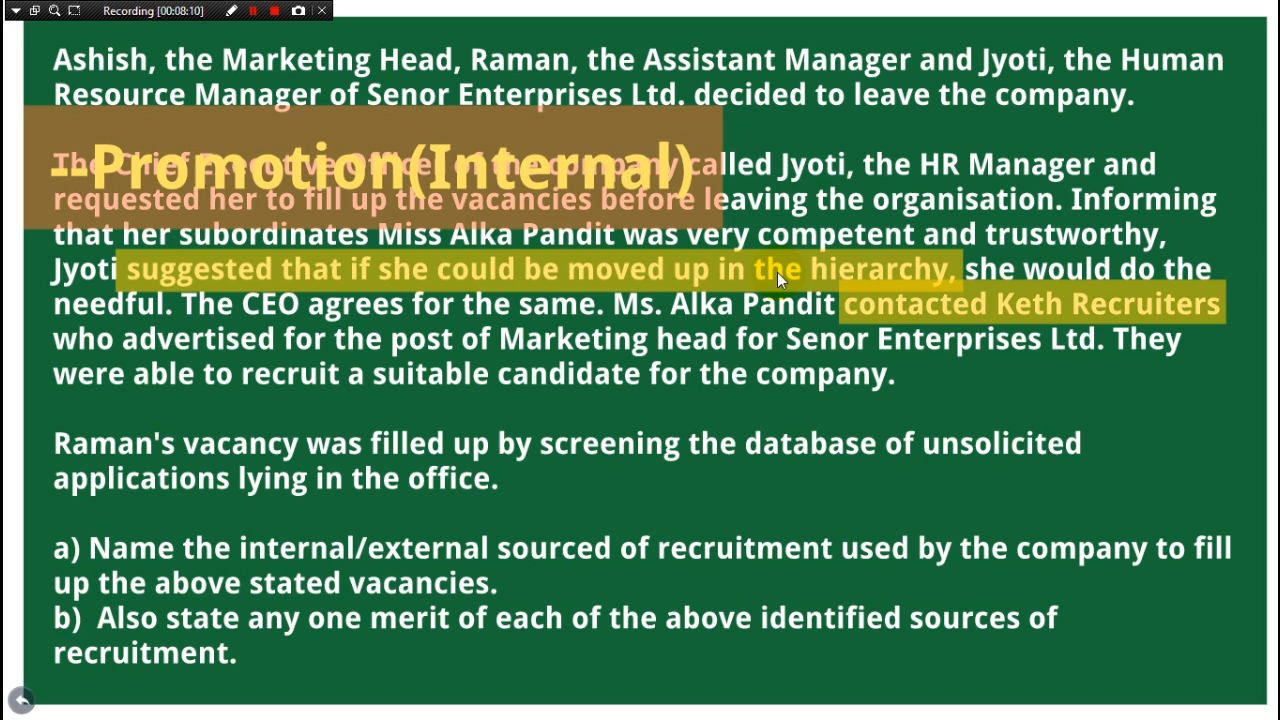 Recording [00:08:10]
Ashish, the Marketing Head, Raman, the Assistant Manager and Jyoti, the Human
Resource Manager of Senor Enterprises Ltd. decided to leave the company.
--Promotion(Internal)
The Chief Executive Officer of the company called Jyoti, the HR Manager and
requested her to fill up the vacancies before leaving the organisation. Informing
that her subordinates Miss Alka Pandit was very competent and trustworthy,
Jyoti suggested that if she could be moved up in the hierarchy, she would do the
needful. The CEO agrees for the same. Ms. Alka Pandit contacted Keth Recruiters
who advertised for the post of Marketing head for Senor Enterprises Ltd. They
were able to recruit a suitable candidate for the company.
Raman's vacancy was filled up by screening the database of unsolicited
applications lying in the office.
a) Name the internal/external sourced of recruitment used by the company to fill
up the above stated vacancies.
b)  Also state any one merit of each of the above identified sources of
recruitment.